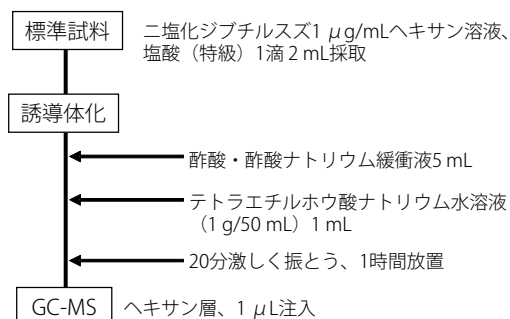 標準試料
二塩化ジブチルスズ1 μg/mLヘキサン溶液、
塩酸（特級）1滴 2 mL採取
誘導体化
酢酸・酢酸ナトリウム緩衝液5 mL
テトラエチルホウ酸ナトリウム水溶液
（1 g/50 mL）1 mL
20分激しく振とう、1時間放置
GC-MS
ヘキサン層、1 μL注入